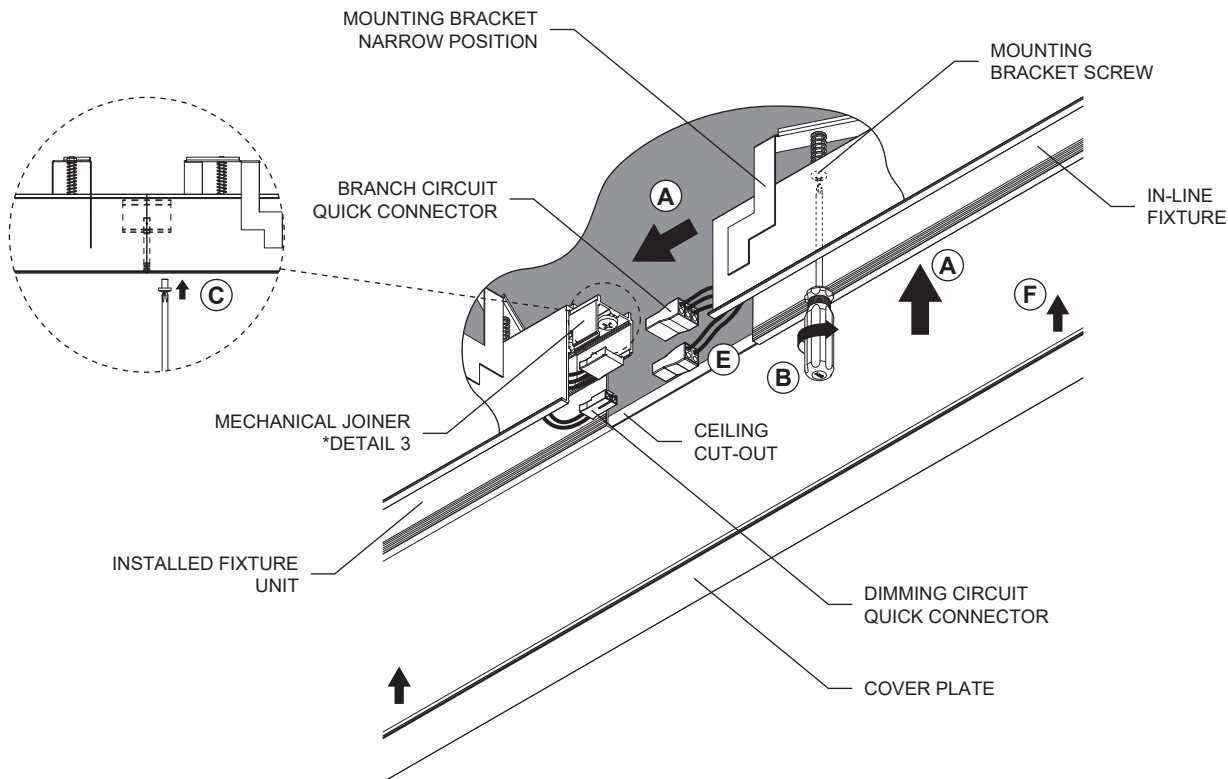 MOUNTING BRACKET
NARROW POSITION
MOUNTING
BRACKET SCREW
BRANCH CIRCUIT
QUICK CONNECTOR
A
IN-LINE
FIXTURE
A
C
F
E
B
MECHANICAL JOINER
*DETAIL 3
CEILING
CUT-OUT
INSTALLED FIXTURE
UNIT
DIMMING CIRCUIT
QUICK CONNECTOR
COVER PLATE